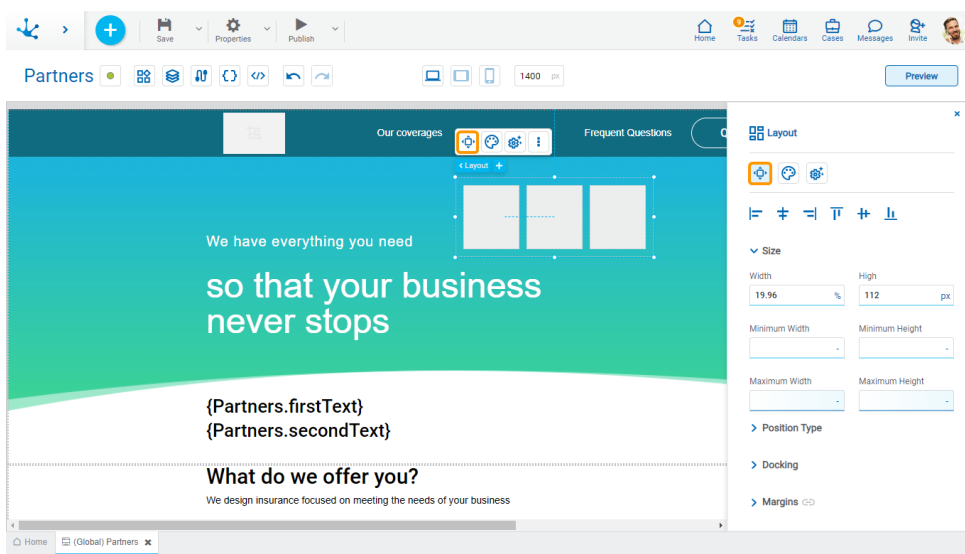 Save
Properties
Publish
Home
9
Tasks
Calendars
Cases
Messages
Invite
Partners
1400 px
Preview
Our coverages
Frequent Questions
< Layout +
We have everything you need
so that your business
never stops
{Partners.firstText}
{Partners.secondText}
What do we offer you?
We design insurance focused on meeting the needs of your business
Layout
Size
Width High
19.96 % 112 px
Minimum Width Minimum Height
- -
Maximum Width Maximum Height
- -
Position Type
Docking
Margins
Home
(Global) Partners